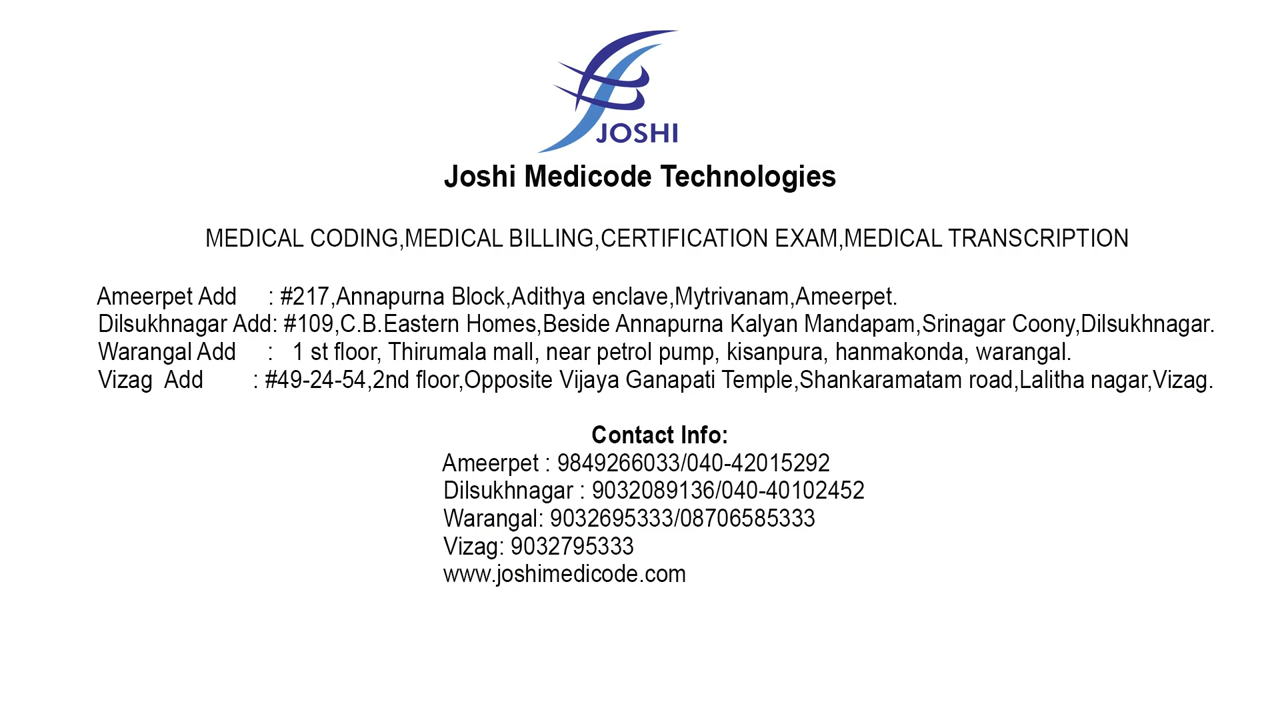 JOSHI
Joshi Medicode Technologies
MEDICAL CODING,MEDICAL BILLING,CERTIFICATION EXAM,MEDICAL TRANSCRIPTION
Ameerpet Add : #217,Annapurna Block,Adithya enclave,Mytrivanam,Ameerpet.
Dilsukhnagar Add: #109,C.B.Eastern Homes,Beside Annapurna Kalyan Mandapam,Srinagar Coony,Dilsukhnagar.
Warangal Add : 1 st floor, Thirumala mall, near petrol pump, kisanpura, hanmakonda, warangal.
Vizag Add : #49-24-54,2nd floor,Opposite Vijaya Ganapati Temple,Shankaramatam road,Lalitha nagar,Vizag.
Contact Info:
Ameerpet : 9849266033/040-42015292
Dilsukhnagar : 9032089136/040-40102452
Warangal: 9032695333/08706585333
Vizag: 9032795333
www.joshimedicode.com